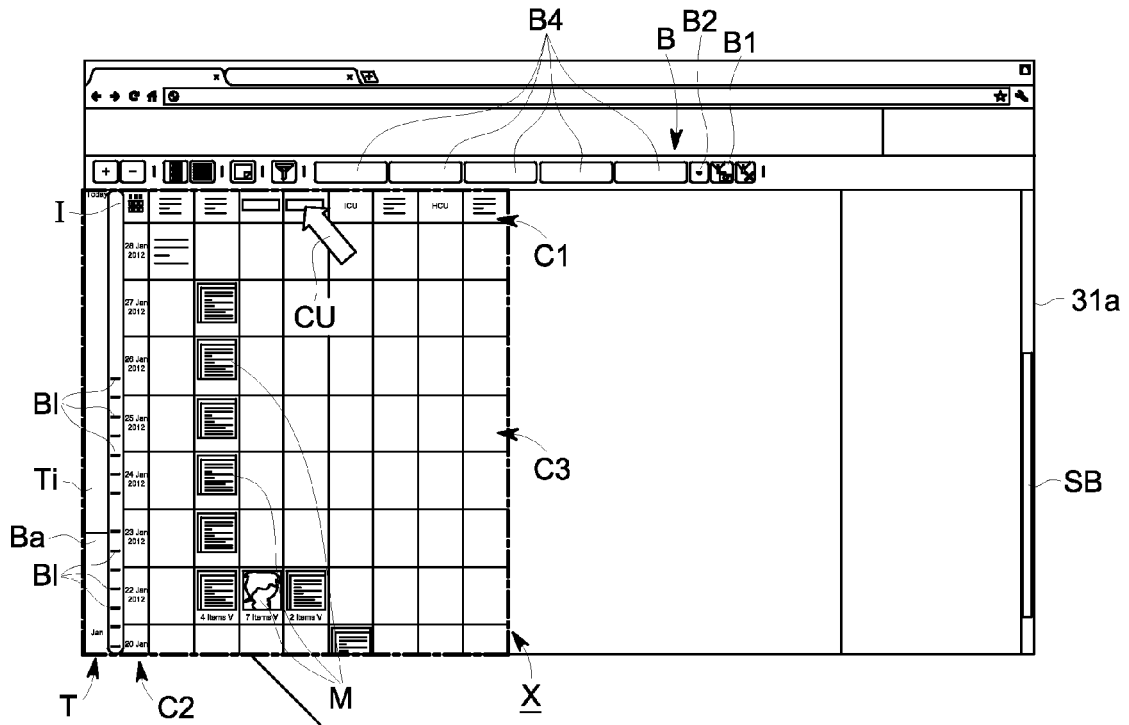 B4
B
B2
B1
Today
I
ICU
HCU
C1
28 Jan
2012
CU
27 Jan
2012
31a
26 Jan
2012
Bl
25 Jan
2012
C3
Ti
24 Jan
2012
SB
Ba
23 Jan
2012
Bl
22 Jan
2012
4 Items V
7 Items V
2 Items V
Jan
20 Jan
T
C2
M
X